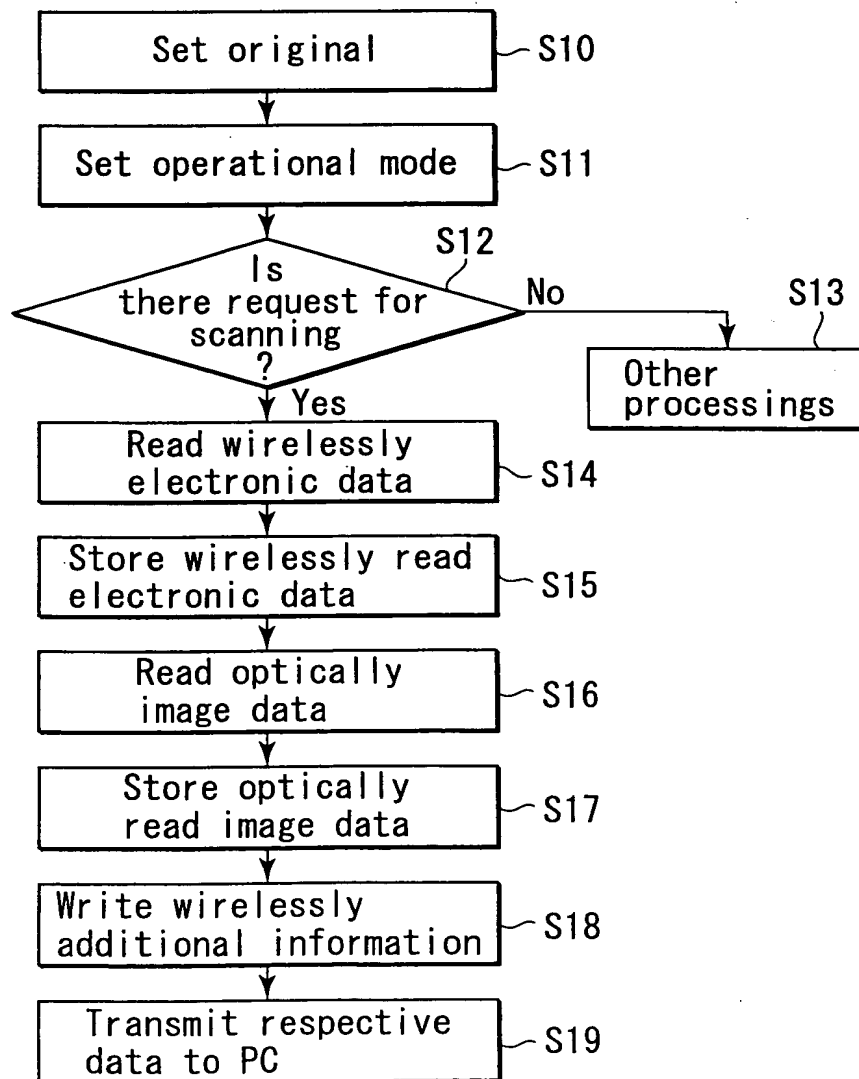 Set original
S10
Set operational mode
S11
S12
Is
there request for
scanning
?
No
S13
Other
processings
Yes
Read wirelessly
electronic data
S14
Store wirelessly read
electronic data
S15
Read optically
image data
S16
Store optically
read image data
S17
Write wirelessly
additional information
S18
Transmit respective
data to PC
S19